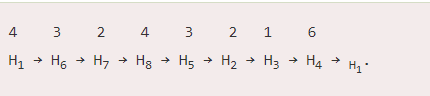 4 3 2 4 3 2 1 6
H₁ → H₆ → H₇ → H₈ → H₅ → H₂ → H₃ → H₄ → H₁.